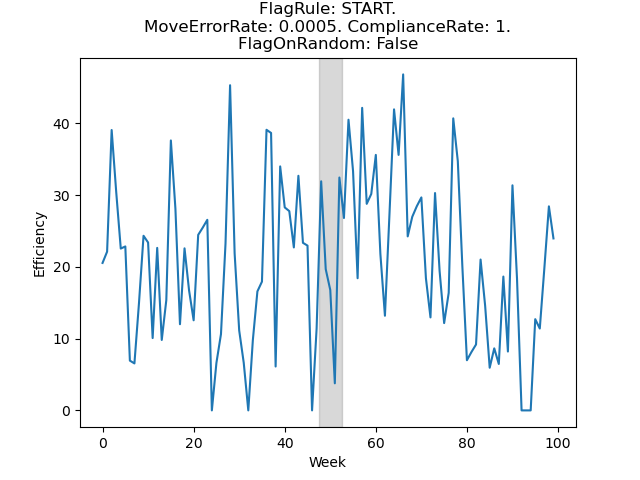 FlagRule: START.
MoveErrorRate: 0.0005. ComplianceRate: 1.
FlagOnRandom: False
Efficiency
40
30
20
10
0
0 20 40 60 80 100
Week